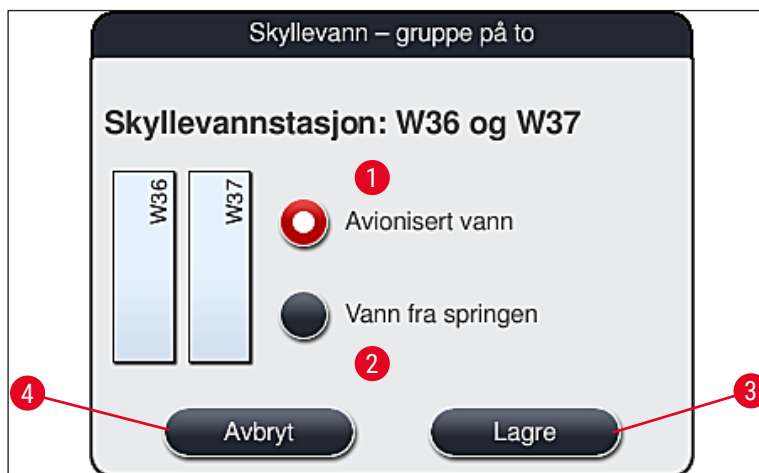 Skyllevann – gruppe på to
Skyllevannstasjon: W36 og W37
W36
W37
1
Avionisert vann
Vann fra springen
2
4
3
Avbryt
Lagre